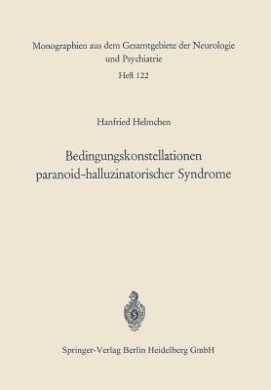 Monographien aus dem Gesamtgebiete der Neurologie
und Psychiatrie
Heft 122
Hanfried Helmchen
Bedingungskonstellationen
paranoid-halluzinatorischer Syndrome
Springer-Verlag Berlin Heidelberg GmbH